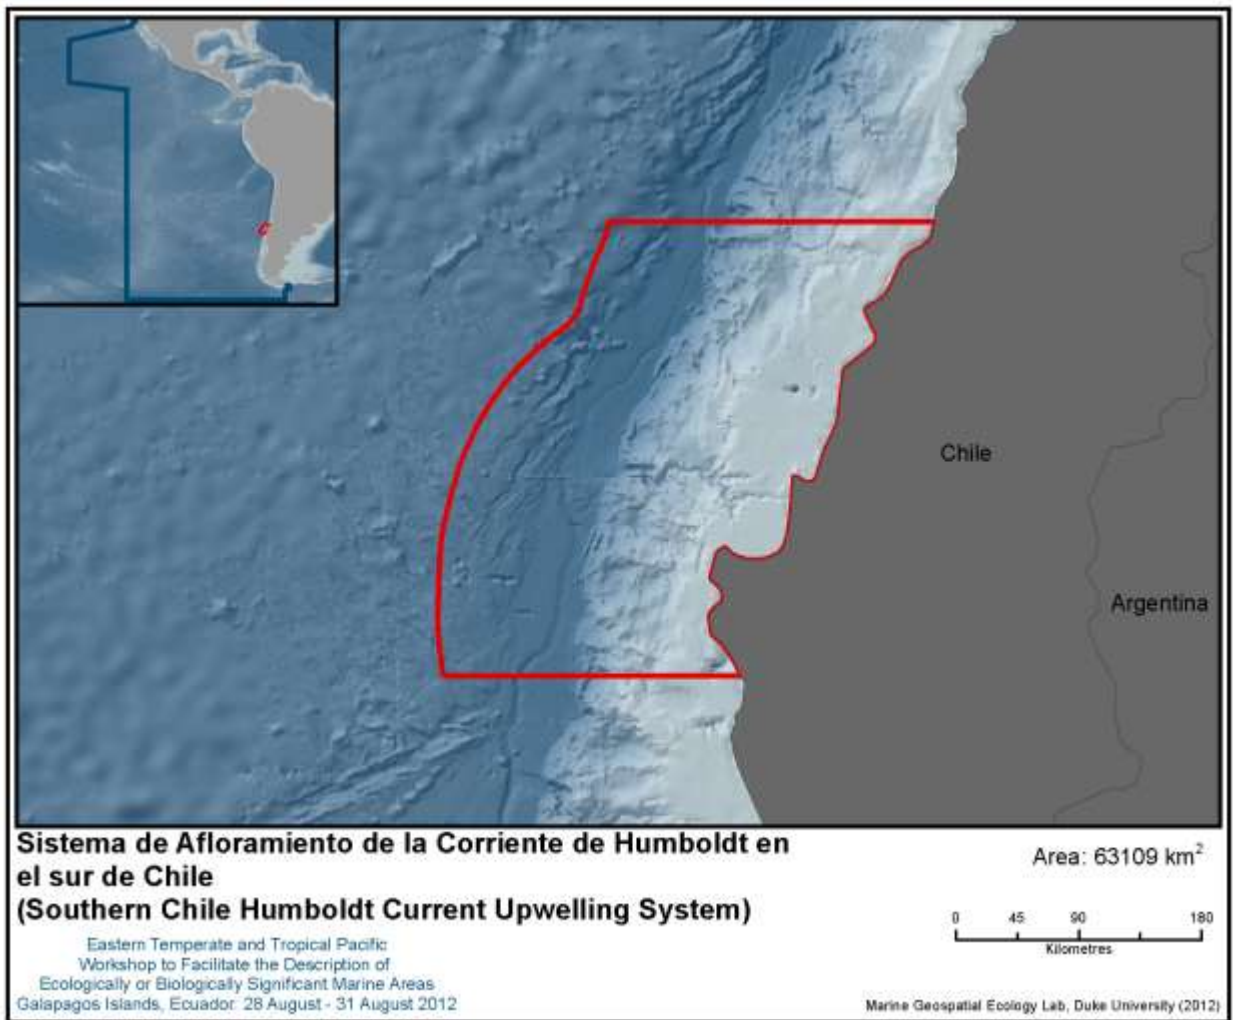 Chile
Argentina
Sistema de Afloramiento de la Corriente de Humboldt en
el sur de Chile
(Southern Chile Humboldt Current Upwelling System)
Area: 63109 km²
Eastern Temperate and Tropical Pacific
Workshop to Facilitate the Description of
Ecologically or Biologically Significant Marine Areas
Galapagos Islands, Ecuador 28 August - 31 August 2012
0 45 90 180
Kilometres
Marine Geospatial Ecology Lab, Duke University (2012)